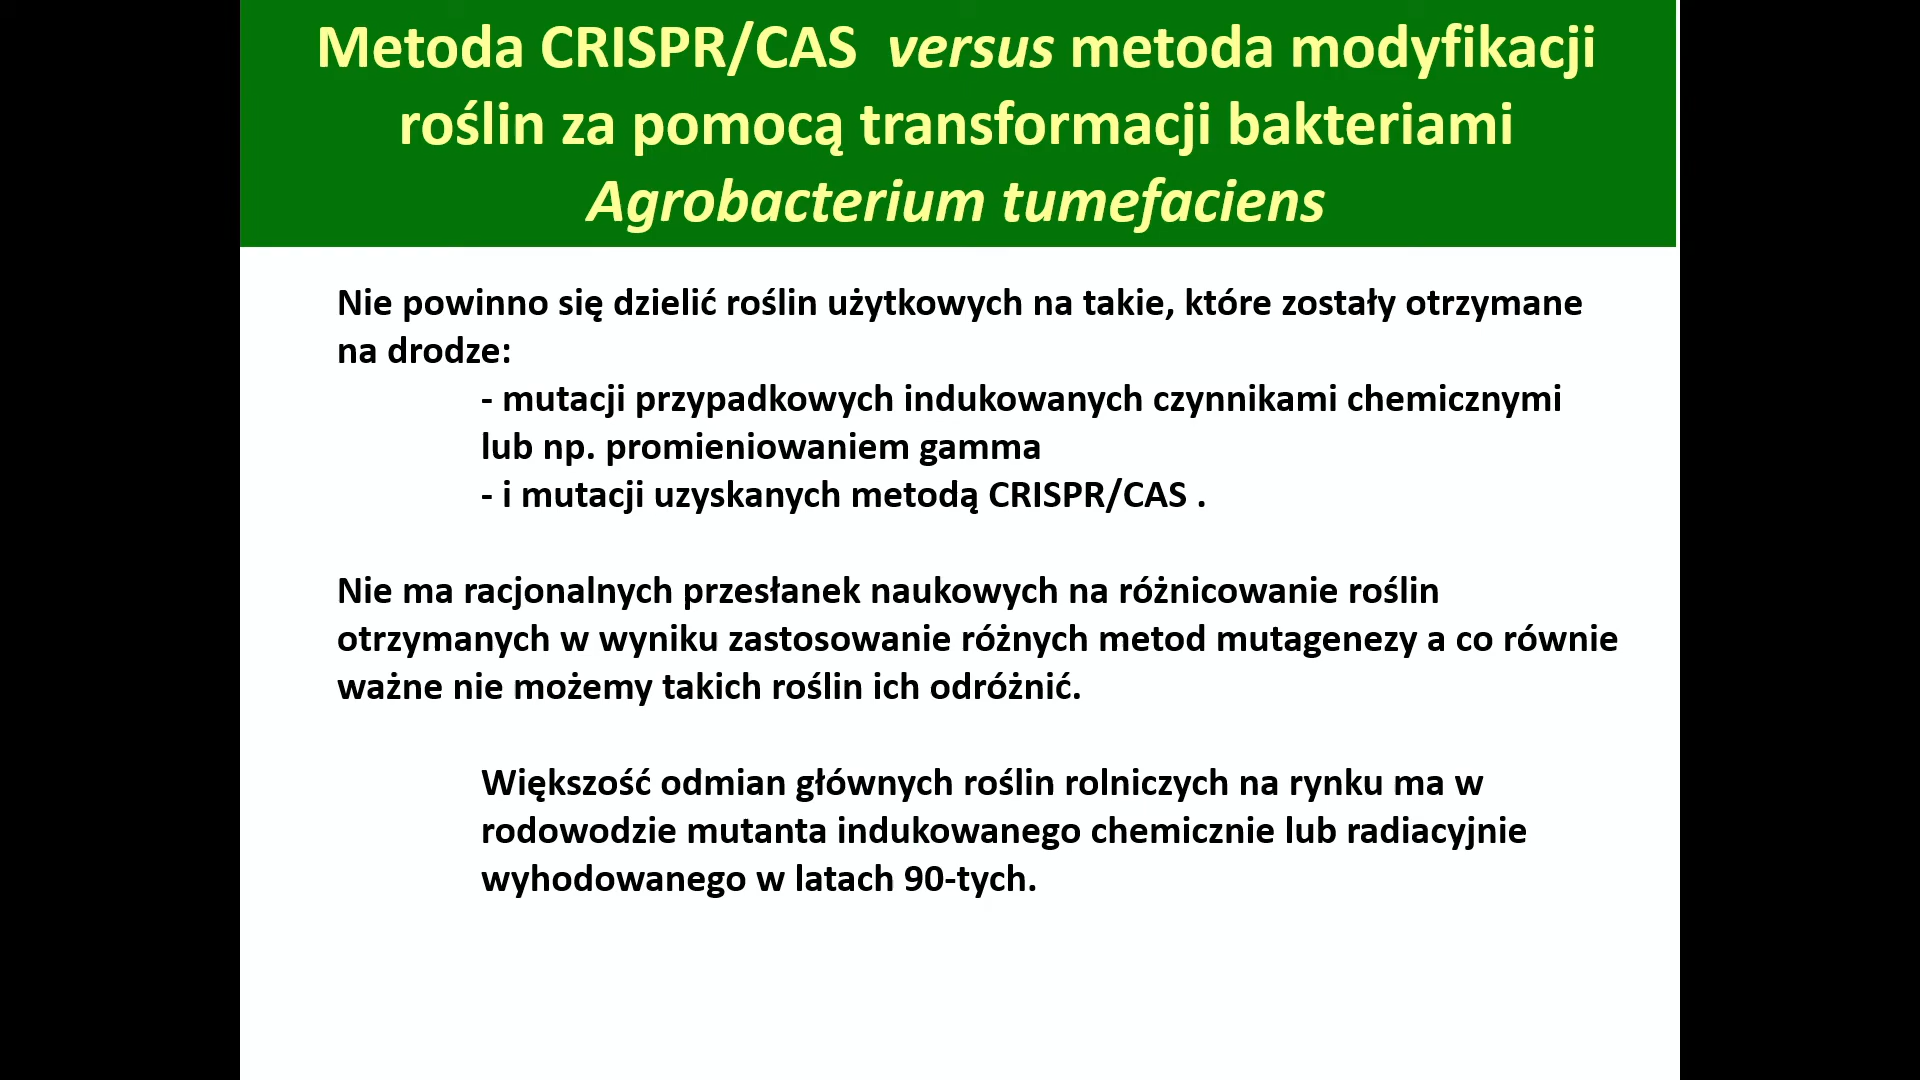 Metoda CRISPR/CAS versus metoda modyfikacji
roślin za pomocą transformacji bakteriami
Agrobacterium tumefaciens
Nie powinno się dzielić roślin użytkowych na takie, które zostały otrzymane
na drodze:
- mutacji przypadkowych indukowanych czynnikami chemicznymi
lub np. promieniowaniem gamma
- i mutacji uzyskanych metodą CRISPR/CAS .
Nie ma racjonalnych przesłanek naukowych na różnicowanie roślin
otrzymanych w wyniku zastosowanie różnych metod mutagenezy a co równie
ważne nie możemy takich roślin ich odróżnić.
Większość odmian głównych roślin rolniczych na rynku ma w
rodowodzie mutanta indukowanego chemicznie lub radiacyjnie
wyhodowanego w latach 90-tych.